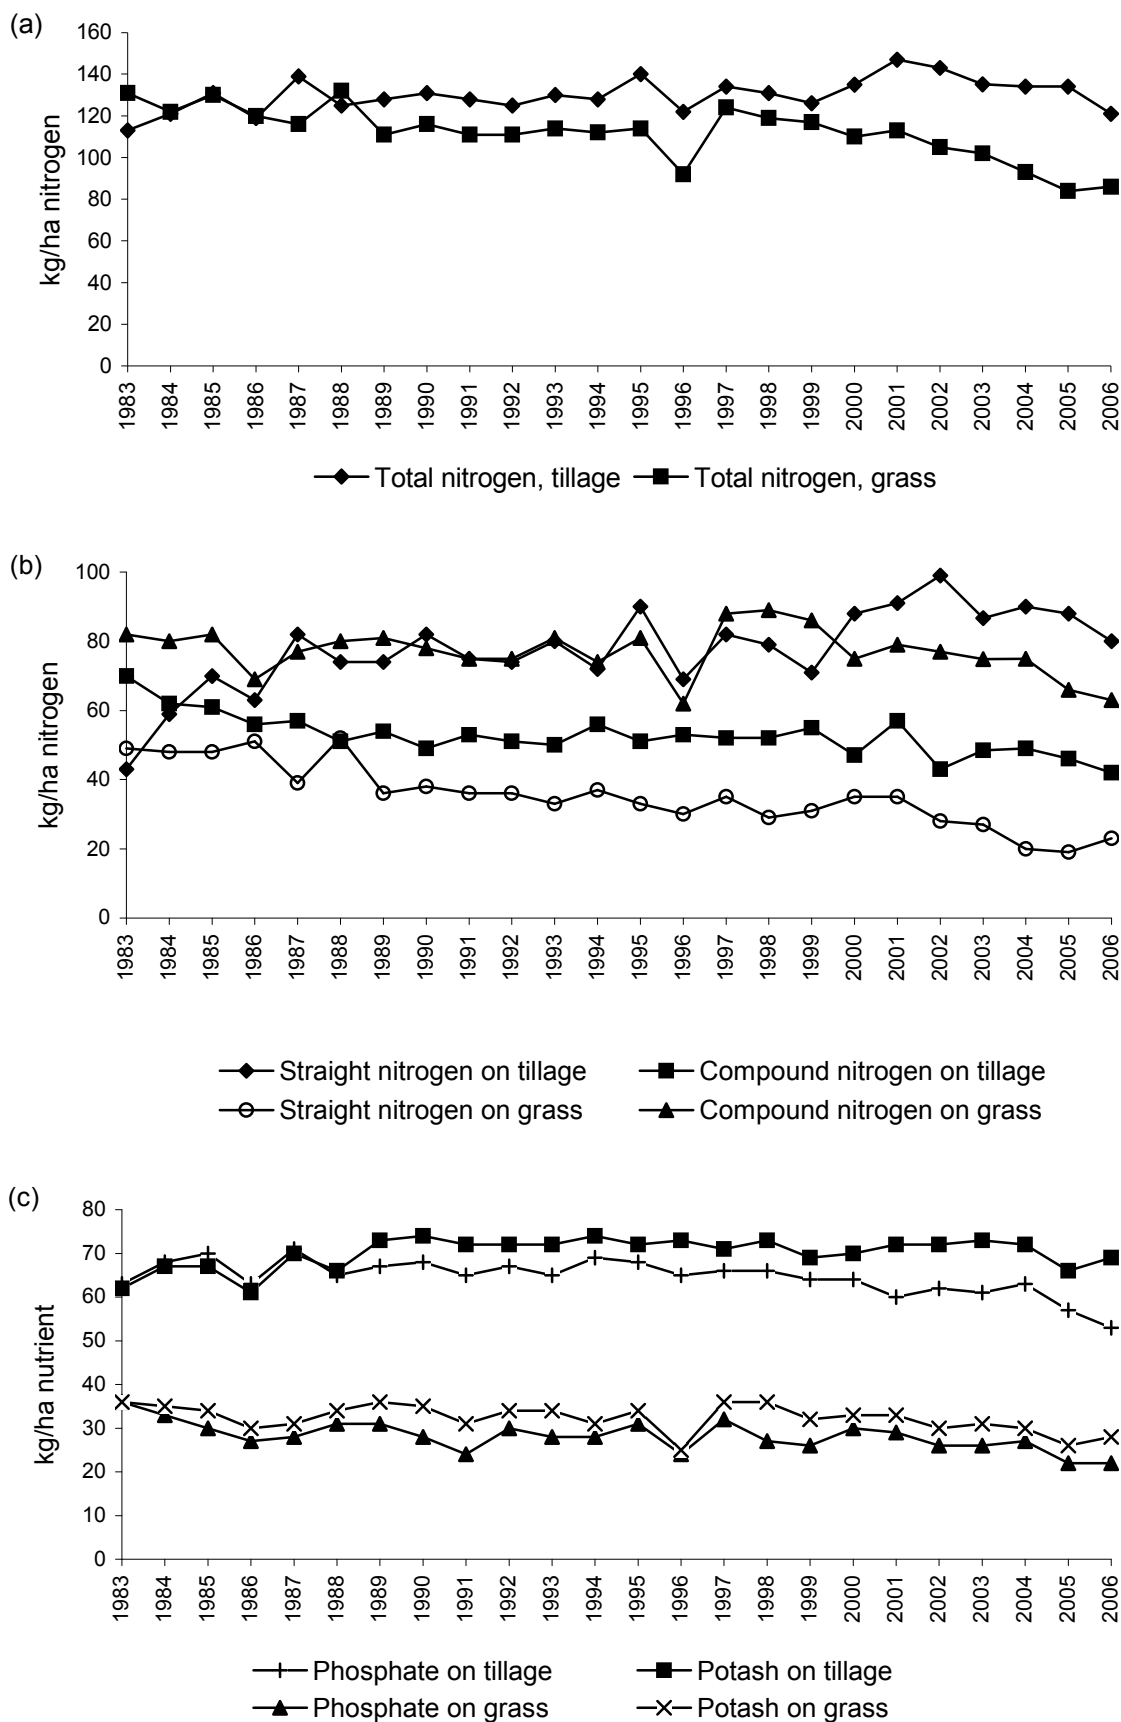 (a)
160
140
120
100
80
60
40
20
0
kg/ha nitrogen
1983 1984 1985 1986 1987 1988 1989 1990 1991 1992 1993 1994 1995 1996 1997 1998 1999 2000 2001 2002 2003 2004 2005 2006
Total nitrogen, tillage Total nitrogen, grass
(b)
100
80
60
40
20
0
kg/ha nitrogen
1983 1984 1985 1986 1987 1988 1989 1990 1991 1992 1993 1994 1995 1996 1997 1998 1999 2000 2001 2002 2003 2004 2005 2006
Straight nitrogen on tillage Compound nitrogen on tillage
Straight nitrogen on grass Compound nitrogen on grass
(c)
80
70
60
50
40
30
20
10
0
kg/ha nutrient
1983 1984 1985 1986 1987 1988 1989 1990 1991 1992 1993 1994 1995 1996 1997 1998 1999 2000 2001 2002 2003 2004 2005 2006
Phosphate on tillage Potash on tillage
Phosphate on grass Potash on grass